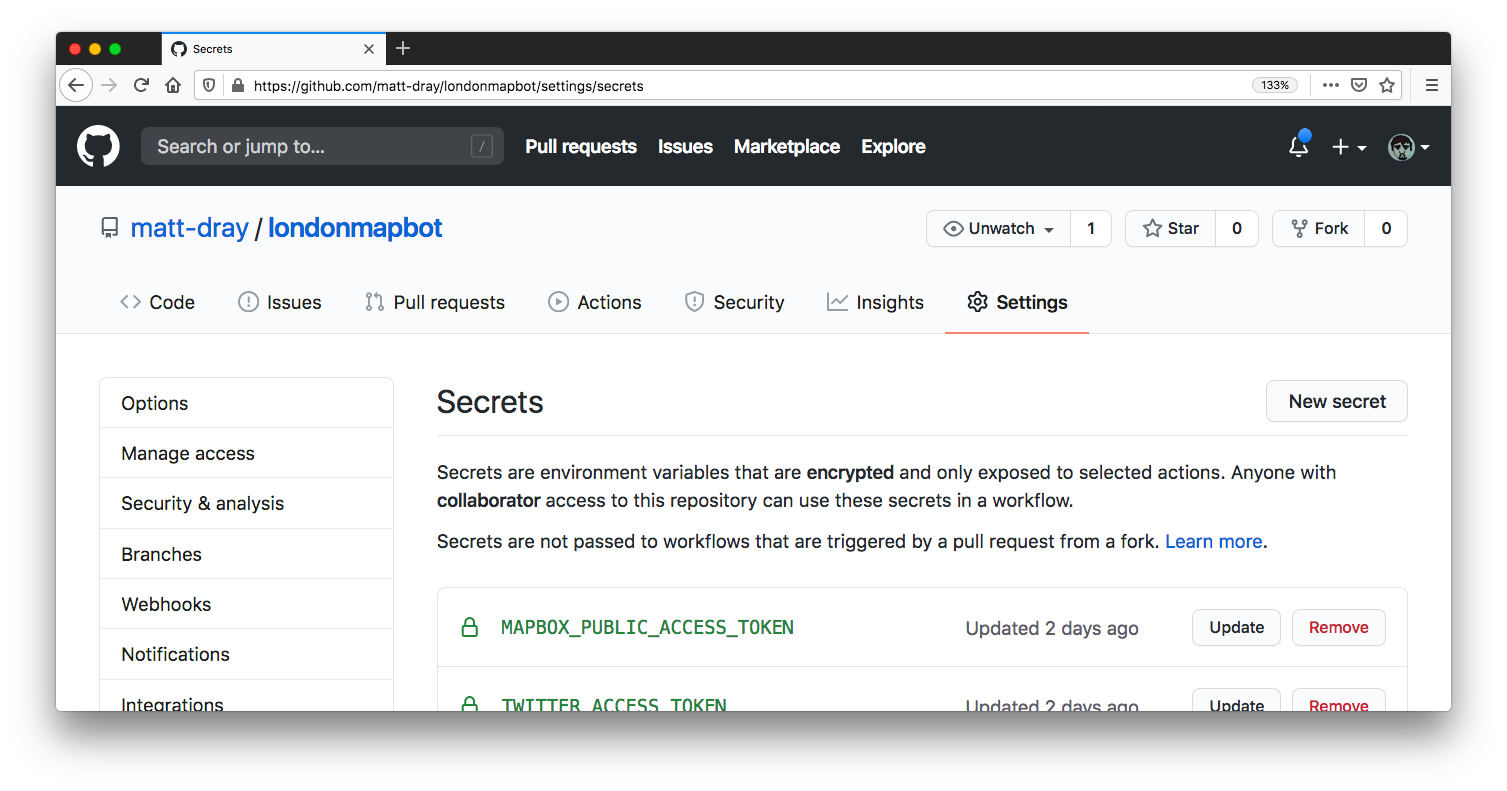 Secrets
https://github.com/matt-dray/londonmapbot/settings/secrets
133%
Search or jump to... /
Pull requests Issues Marketplace Explore
matt-dray / londonmapbot
Unwatch 1 Star 0 Fork 0
Code Issues Pull requests Actions Security Insights Settings
Options
Manage access
Security & analysis
Branches
Webhooks
Notifications
Integrations
Secrets
New secret
Secrets are environment variables that are encrypted and only exposed to selected actions. Anyone with
collaborator access to this repository can use these secrets in a workflow.
Secrets are not passed to workflows that are triggered by a pull request from a fork. Learn more.
MAPBOX_PUBLIC_ACCESS_TOKEN Updated 2 days ago Update Remove
TWITTER_ACCESS_TOKEN Updated 2 days ago Update Remove